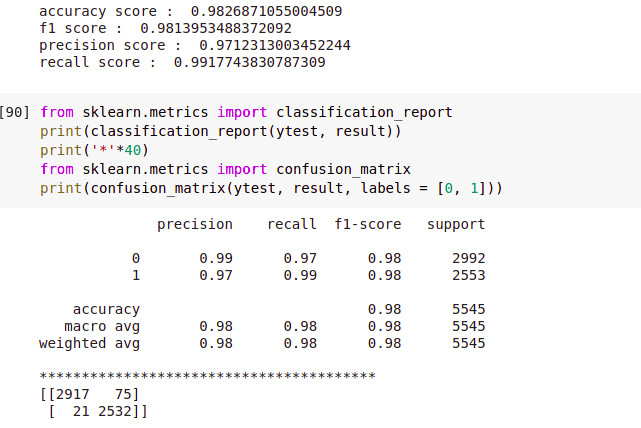 accuracy score :  0.9826871055004509
f1 score :  0.9813953488372092
precision score :  0.9712313003452244
recall score :  0.9917743830787309
[90] from sklearn.metrics import classification_report
print(classification_report(ytest, result))
print('*'*40)
from sklearn.metrics import confusion_matrix
print(confusion_matrix(ytest, result, labels = [0, 1]))
precision    recall  f1-score   support
0       0.99      0.97      0.98      2992
1       0.97      0.99      0.98      2553
accuracy                           0.98      5545
macro avg       0.98      0.98      0.98      5545
weighted avg       0.98      0.98      0.98      5545
****************************************
[[2917   75]
[  21 2532]]